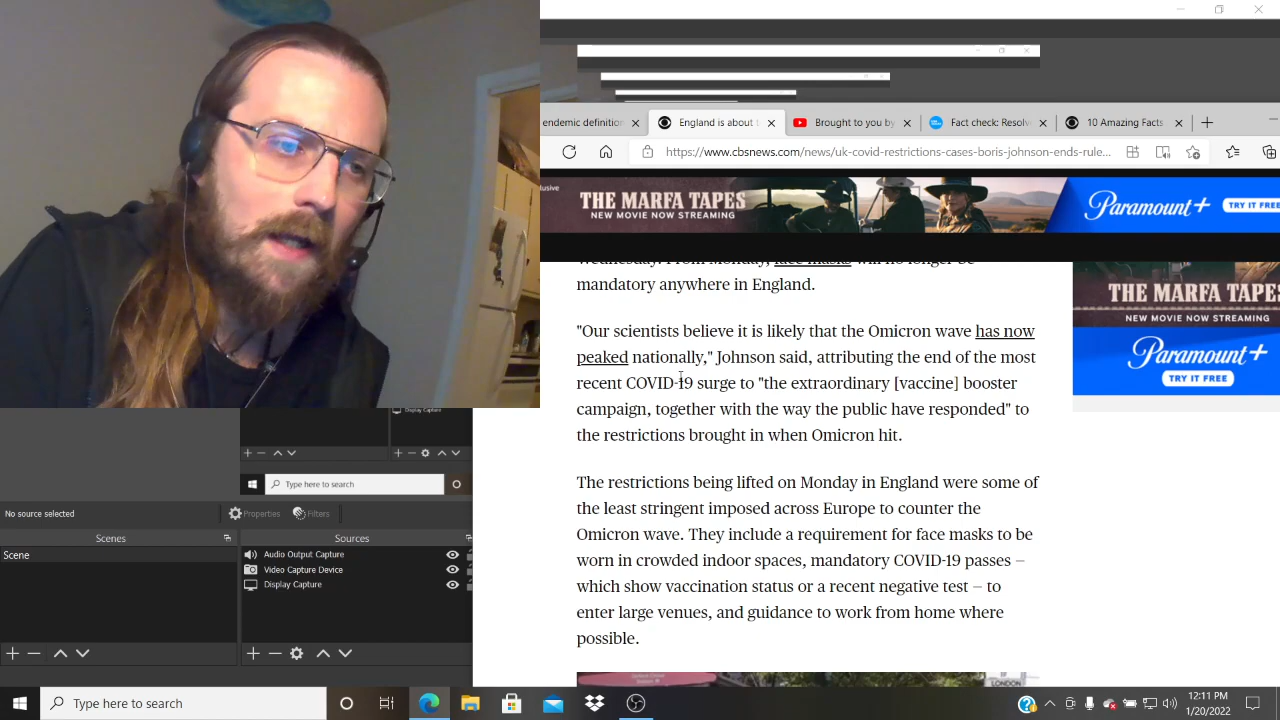 endemic definition
England is about t
Brought to you by
Fact check: Resolv
10 Amazing Facts
https://www.cbsnews.com/news/uk-covid-restrictions-cases-boris-johnson-ends-rule...
lusive
THE MARFA TAPES
NEW MOVIE NOW STREAMING
Paramount+
TRY IT FREE
face masks will no longer be
mandatory anywhere in England.
"Our scientists believe it is likely that the Omicron wave has now
peaked nationally," Johnson said, attributing the end of the most
recent COVID-19 surge to "the extraordinary [vaccine] booster
campaign, together with the way the public have responded" to
the restrictions brought in when Omicron hit.
The restrictions being lifted on Monday in England were some of
the least stringent imposed across Europe to counter the
Omicron wave. They include a requirement for face masks to be
worn in crowded indoor spaces, mandatory COVID-19 passes —
which show vaccination status or a recent negative test — to
enter large venues, and guidance to work from home where
possible.
THE MARFA TAPES
NEW MOVIE NOW STREAMING
Paramount+
TRY IT FREE
LONDON
Display Capture
Type here to search
No source selected
Properties
Filters
Scenes
Sources
Scene
Audio Output Capture
Video Capture Device
Display Capture
Type here to search
12:11 PM
1/20/2022